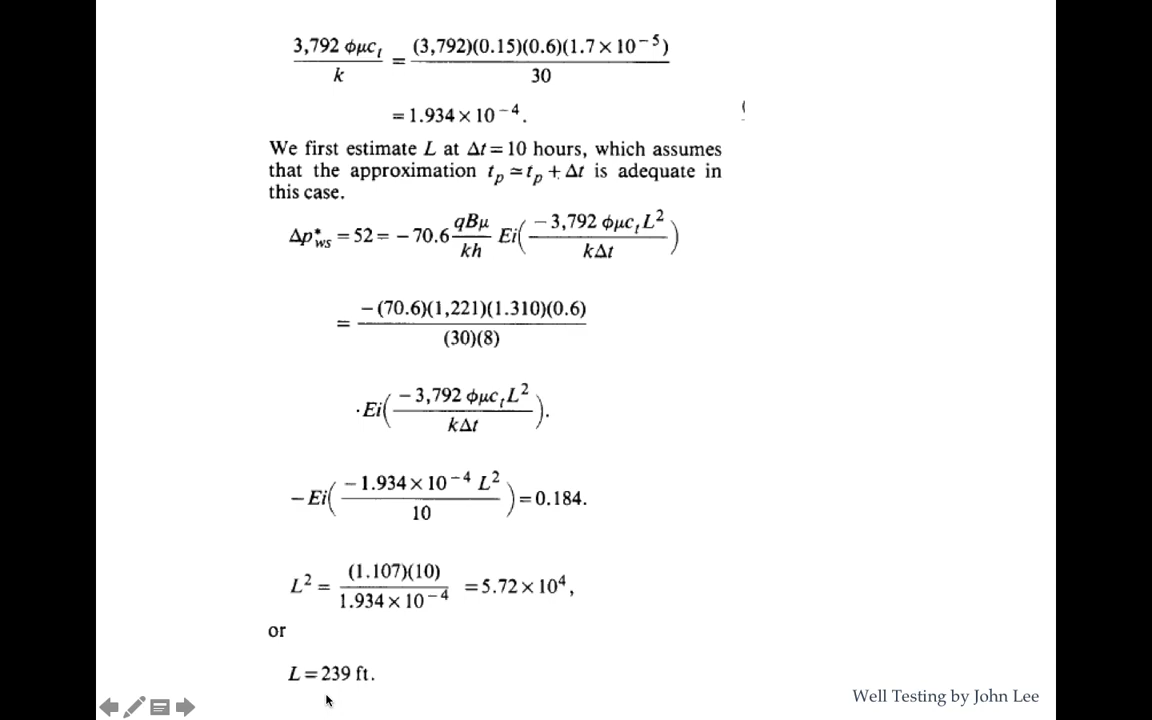 3,792 ϕμc_t / k = (3,792)(0.15)(0.6)(1.7 × 10^−5) / 30
= 1.934 × 10^−4.
We first estimate L at Δt = 10 hours, which assumes
that the approximation t_p ≃ t_p + Δt is adequate in
this case.
Δp*_ws = 52 = −70.6 qBμ / kh Ei( −3,792 ϕμc_t L^2 / kΔt )
= −(70.6)(1,221)(1.310)(0.6) / (30)(8)
· Ei( −3,792 ϕμc_t L^2 / kΔt ).
−Ei( −1.934 × 10^−4 L^2 / 10 ) = 0.184.
L^2 = (1.107)(10) / 1.934 × 10^−4 = 5.72 × 10^4,
or
L = 239 ft.
Well Testing by John Lee